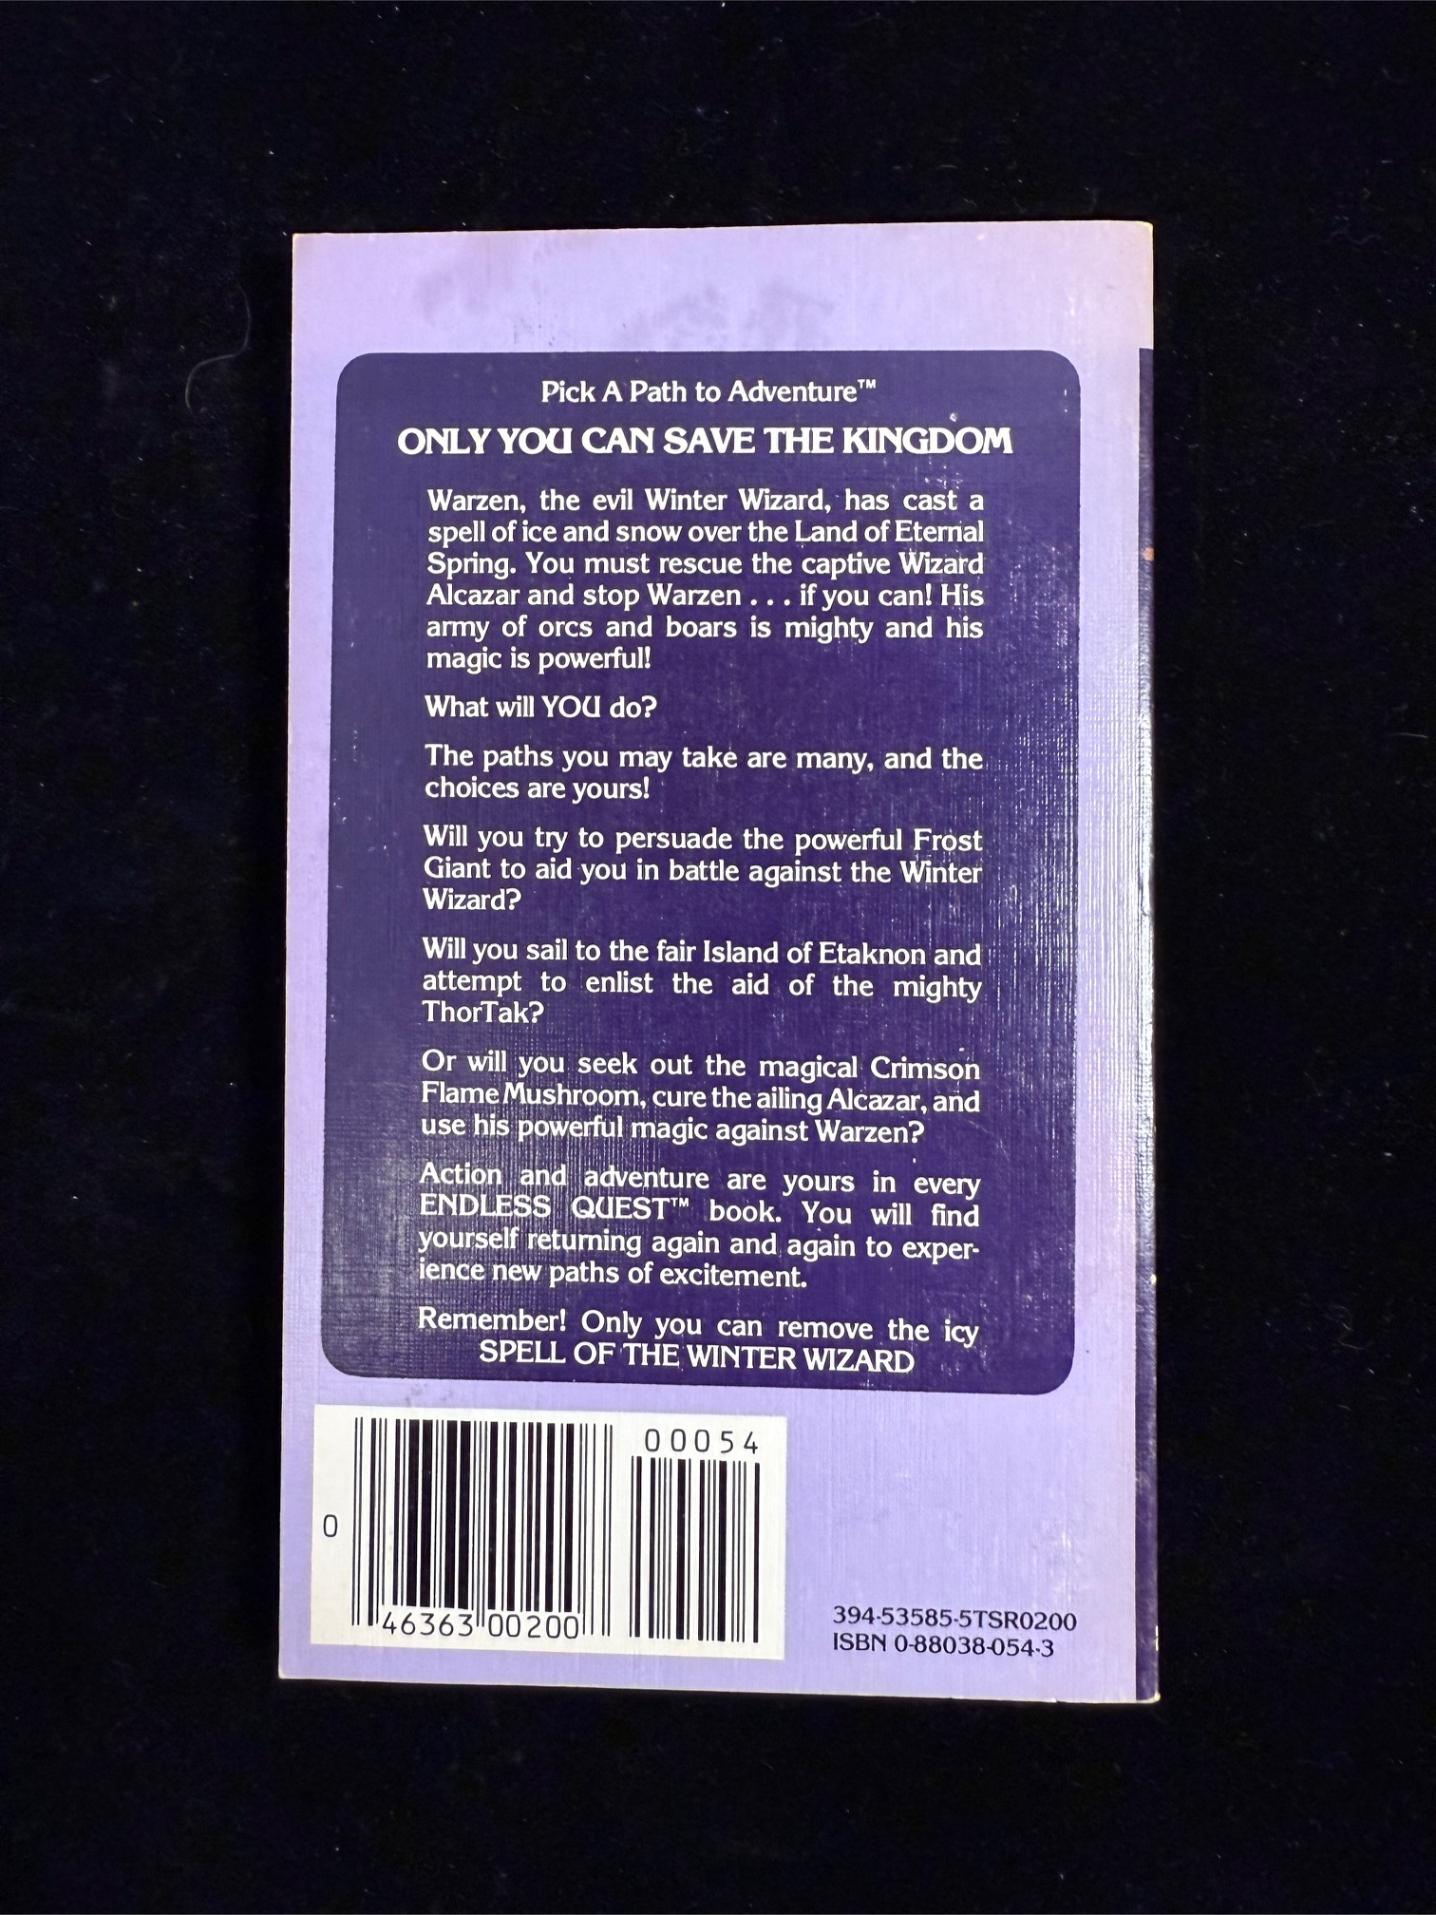 Pick A Path to Adventure™
ONLY YOU CAN SAVE THE KINGDOM
Warzen, the evil Winter Wizard, has cast a
spell of ice and snow over the Land of Eternal
Spring. You must rescue the captive Wizard
Alcazar and stop Warzen . . . if you can! His
army of orcs and boars is mighty and his
magic is powerful!
What will YOU do?
The paths you may take are many, and the
choices are yours!
Will you try to persuade the powerful Frost
Giant to aid you in battle against the Winter
Wizard?
Will you sail to the fair Island of Etaknon and
attempt to enlist the aid of the mighty
ThorTak?
Or will you seek out the magical Crimson
Flame Mushroom, cure the ailing Alcazar, and
use his powerful magic against Warzen?
Action and adventure are yours in every
ENDLESS QUEST™ book. You will find
yourself returning again and again to exper-
ience new paths of excitement.
Remember! Only you can remove the icy
SPELL OF THE WINTER WIZARD
00054
0
46363 00200
394-53585-5TSR0200
ISBN 0-88038-054-3